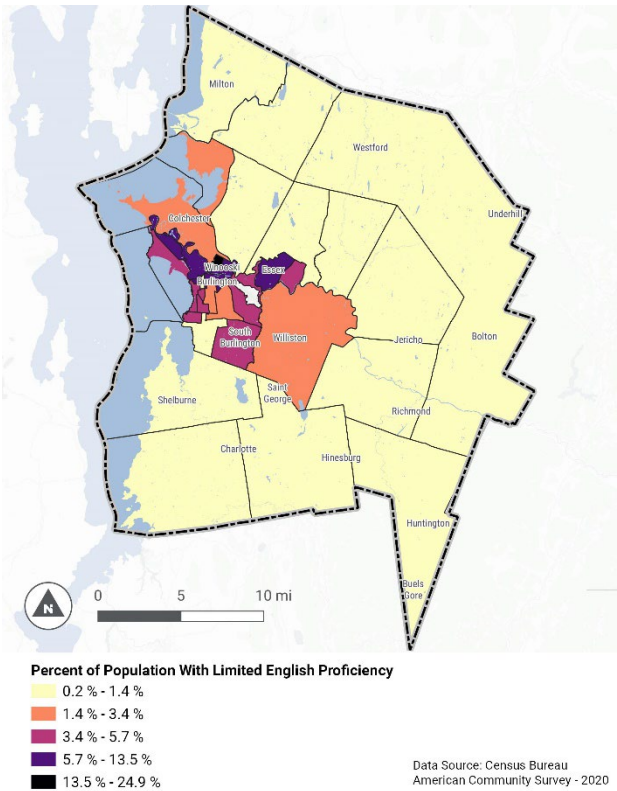 Milton
Westford
Underhill
Colchester
Winooski
Essex
Burlington
South
Burlington
Williston
Jericho
Bolton
Saint
George
Shelburne
Richmond
Charlotte
Hinesburg
Huntington
Buels
Gore
N
0 5 10 mi
Percent of Population With Limited English Proficiency
0.2 % - 1.4 %
1.4 % - 3.4 %
3.4 % - 5.7 %
5.7 % - 13.5 %
13.5 % - 24.9 %
Data Source: Census Bureau
American Community Survey - 2020